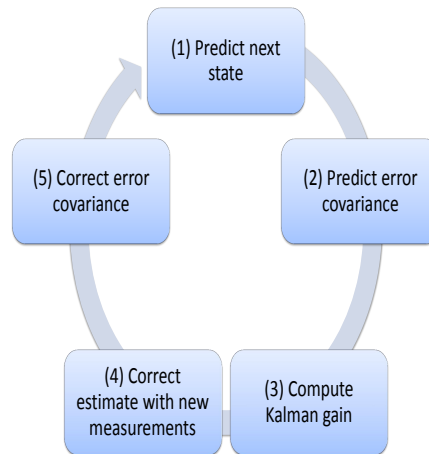 (1) Predict next
state
(2) Predict error
covariance
(3) Compute
Kalman gain
(4) Correct
estimate with new
measurements
(5) Correct error
covariance